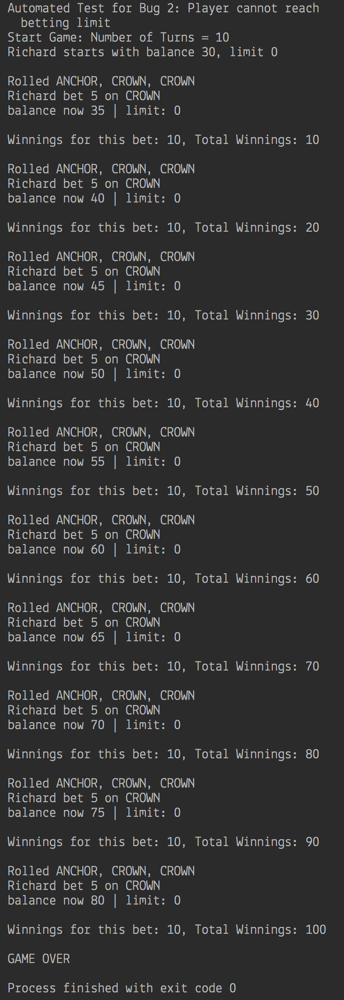 Automated Test for Bug 2: Player cannot reach
betting limit
Start Game: Number of Turns = 10
Richard starts with balance 30, limit 0
Rolled ANCHOR, CROWN, CROWN
Richard bet 5 on CROWN
balance now 35 | limit: 0
Winnings for this bet: 10, Total Winnings: 10
Rolled ANCHOR, CROWN, CROWN
Richard bet 5 on CROWN
balance now 40 | limit: 0
Winnings for this bet: 10, Total Winnings: 20
Rolled ANCHOR, CROWN, CROWN
Richard bet 5 on CROWN
balance now 45 | limit: 0
Winnings for this bet: 10, Total Winnings: 30
Rolled ANCHOR, CROWN, CROWN
Richard bet 5 on CROWN
balance now 50 | limit: 0
Winnings for this bet: 10, Total Winnings: 40
Rolled ANCHOR, CROWN, CROWN
Richard bet 5 on CROWN
balance now 55 | limit: 0
Winnings for this bet: 10, Total Winnings: 50
Rolled ANCHOR, CROWN, CROWN
Richard bet 5 on CROWN
balance now 60 | limit: 0
Winnings for this bet: 10, Total Winnings: 60
Rolled ANCHOR, CROWN, CROWN
Richard bet 5 on CROWN
balance now 65 | limit: 0
Winnings for this bet: 10, Total Winnings: 70
Rolled ANCHOR, CROWN, CROWN
Richard bet 5 on CROWN
balance now 70 | limit: 0
Winnings for this bet: 10, Total Winnings: 80
Rolled ANCHOR, CROWN, CROWN
Richard bet 5 on CROWN
balance now 75 | limit: 0
Winnings for this bet: 10, Total Winnings: 90
Rolled ANCHOR, CROWN, CROWN
Richard bet 5 on CROWN
balance now 80 | limit: 0
Winnings for this bet: 10, Total Winnings: 100
GAME OVER
Process finished with exit code 0